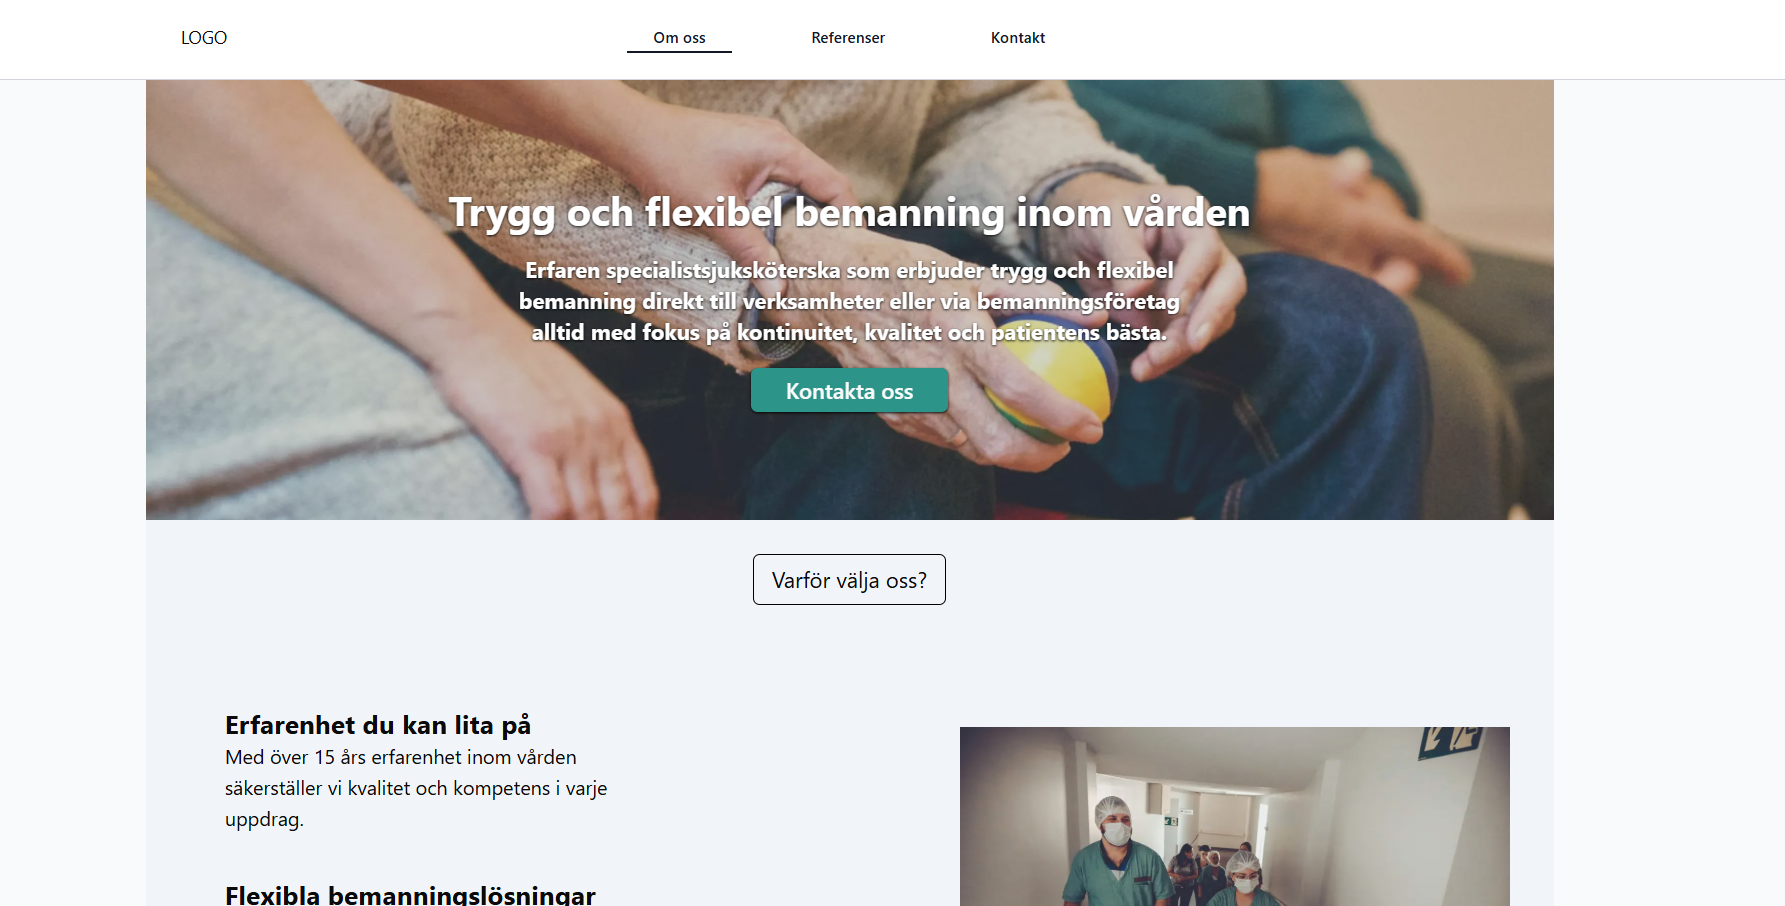 LOGO
Om oss
Referenser
Kontakt
Trygg och flexibel bemanning inom vården
Erfaren specialistsjuksköterska som erbjuder trygg och flexibel
bemanning direkt till verksamheter eller via bemanningsföretag
alltid med fokus på kontinuitet, kvalitet och patientens bästa.
Kontakta oss
Varför välja oss?
Erfarenhet du kan lita på
Med över 15 års erfarenhet inom vården
säkerställer vi kvalitet och kompetens i varje
uppdrag.
Flexibla bemanningslösningar